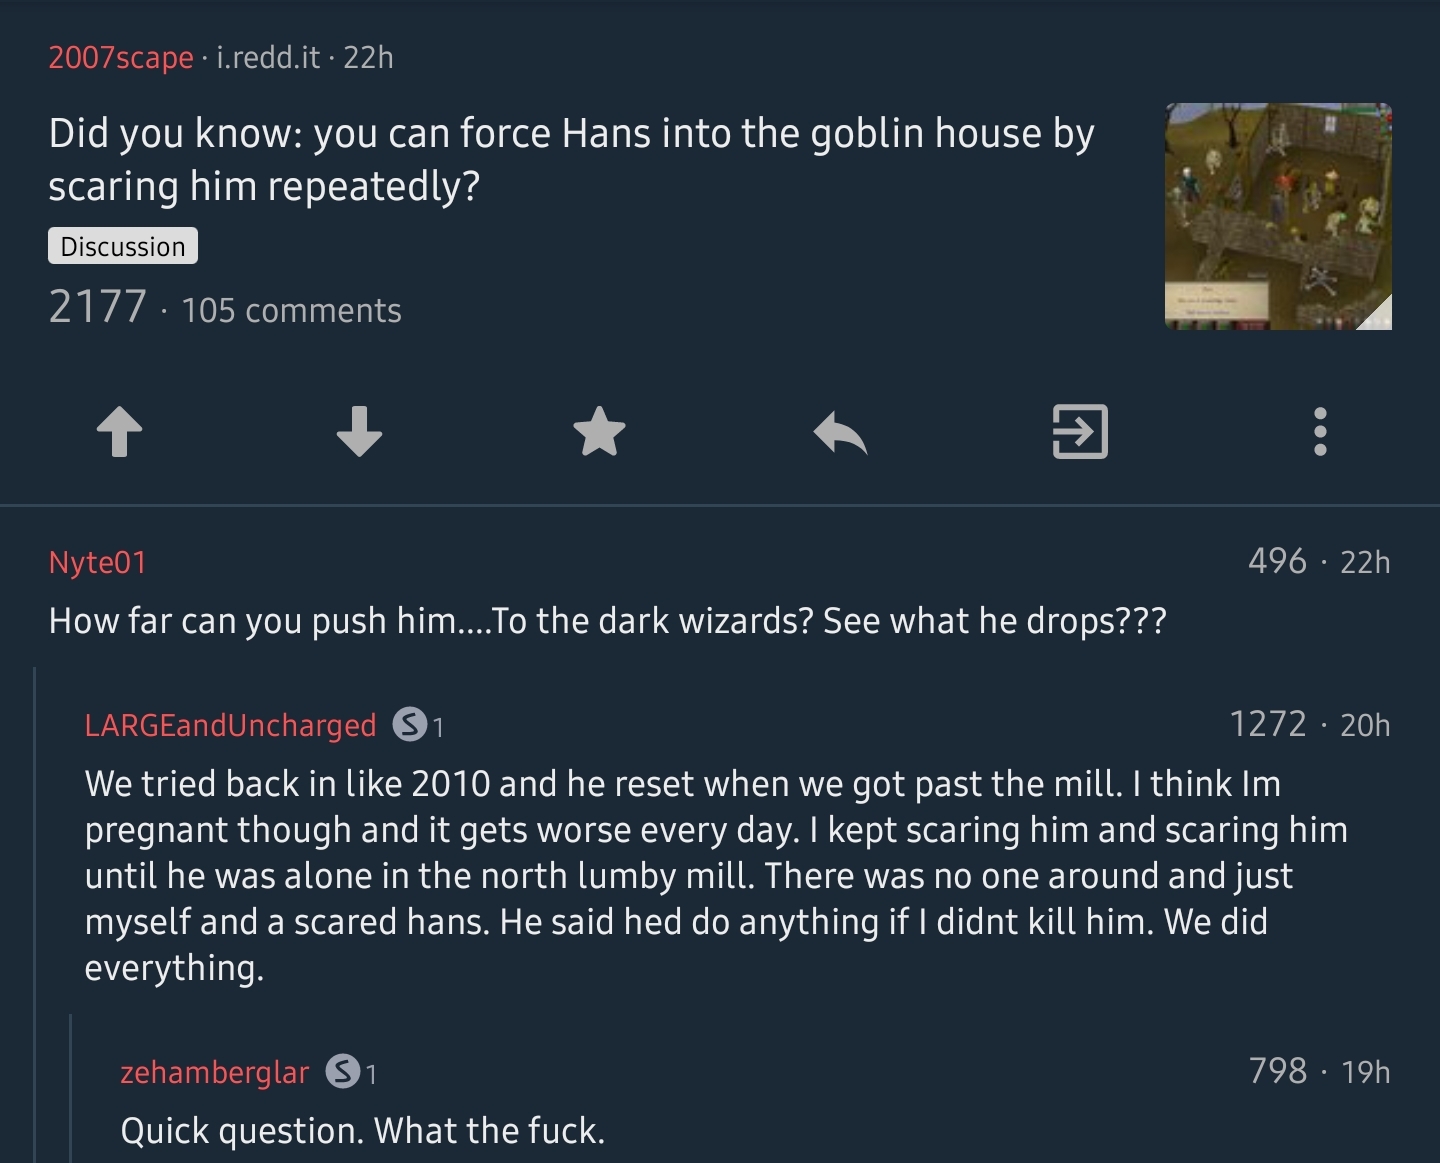 2007scape · i.redd.it · 22h
Did you know: you can force Hans into the goblin house by
scaring him repeatedly?
Discussion
2177 · 105 comments
Nyte01 496 · 22h
How far can you push him....To the dark wizards? See what he drops???
LARGEandUncharged S 1 1272 · 20h
We tried back in like 2010 and he reset when we got past the mill. I think Im
pregnant though and it gets worse every day. I kept scaring him and scaring him
until he was alone in the north lumby mill. There was no one around and just
myself and a scared hans. He said hed do anything if I didnt kill him. We did
everything.
zehamberglar S 1 798 · 19h
Quick question. What the fuck.